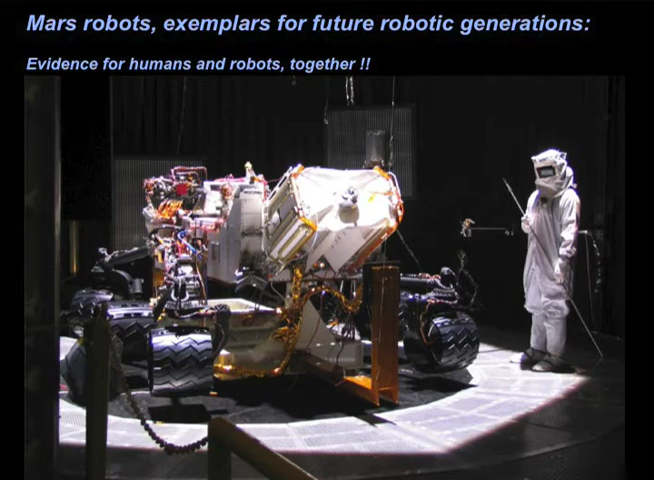 Mars robots, exemplars for future robotic generations:
Evidence for humans and robots, together !!